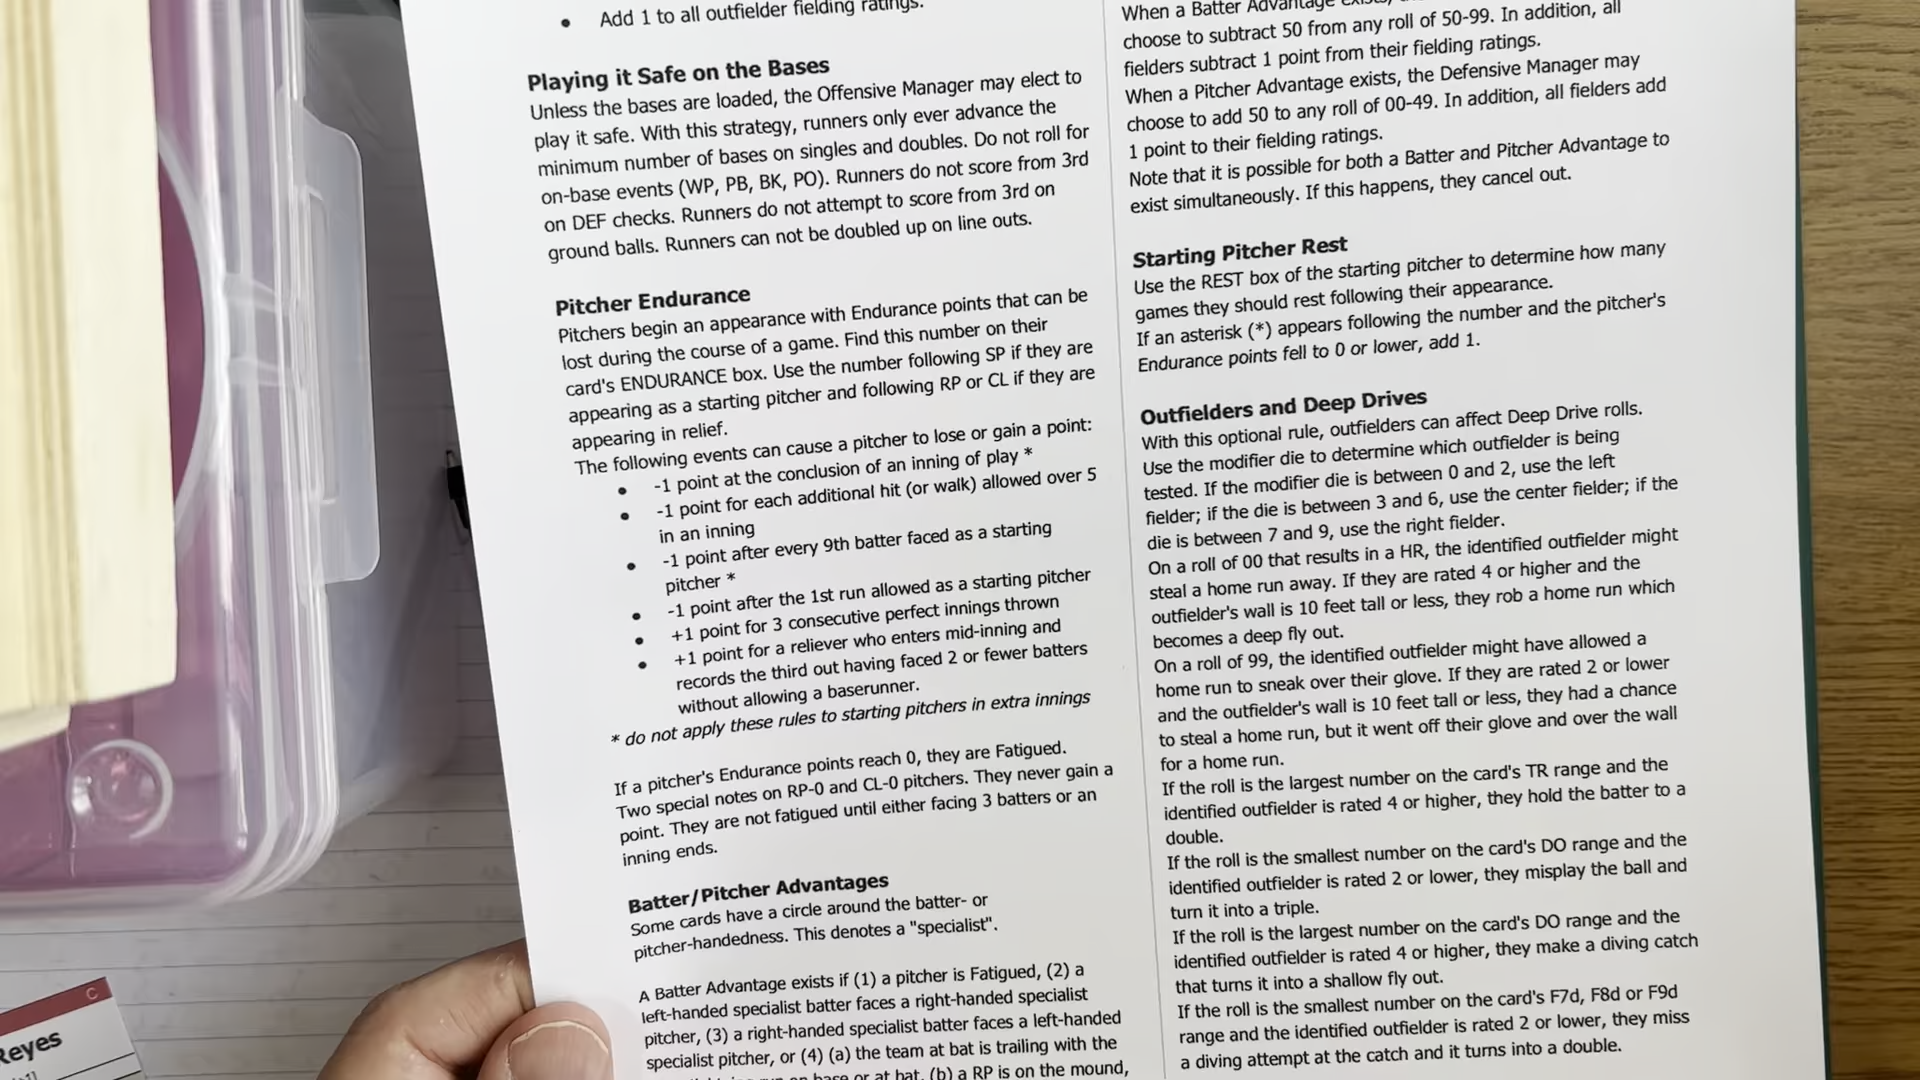 Add 1 to all outfielder fielding ratings.
Playing it Safe on the Bases
Unless the bases are loaded, the Offensive Manager may elect to
play it safe. With this strategy, runners only ever advance the
minimum number of bases on singles and doubles. Do not roll for
on-base events (WP, PB, BK, PO). Runners do not score from 3rd
on DEF checks. Runners do not attempt to score from 3rd on
ground balls. Runners can not be doubled up on line outs.
Pitcher Endurance
Pitchers begin an appearance with Endurance points that can be
lost during the course of a game. Find this number on their
card's ENDURANCE box. Use the number following SP if they are
appearing as a starting pitcher and following RP or CL if they are
appearing in relief.
The following events can cause a pitcher to lose or gain a point:
• -1 point at the conclusion of an inning of play *
• -1 point for each additional hit (or walk) allowed over 5
in an inning
• -1 point after every 9th batter faced as a starting
pitcher *
• -1 point after the 1st run allowed as a starting pitcher
• +1 point for 3 consecutive perfect innings thrown
• +1 point for a reliever who enters mid-inning and
records the third out having faced 2 or fewer batters
without allowing a baserunner.
* do not apply these rules to starting pitchers in extra innings
If a pitcher's Endurance points reach 0, they are Fatigued.
Two special notes on RP-0 and CL-0 pitchers. They never gain a
point. They are not fatigued until either facing 3 batters or an
inning ends.
Batter/Pitcher Advantages
Some cards have a circle around the batter- or
pitcher-handedness. This denotes a "specialist".
A Batter Advantage exists if (1) a pitcher is Fatigued, (2) a
left-handed specialist batter faces a right-handed specialist
pitcher, (3) a right-handed specialist batter faces a left-handed
specialist pitcher, or (4) (a) the team at bat is trailing with the
run on base or at bat, (b) a RP is on the mound,
When a Batter Advantage
choose to subtract 50 from any roll of 50-99. In addition, all
fielders subtract 1 point from their fielding ratings.
When a Pitcher Advantage exists, the Defensive Manager may
choose to add 50 to any roll of 00-49. In addition, all fielders add
1 point to their fielding ratings.
Note that it is possible for both a Batter and Pitcher Advantage to
exist simultaneously. If this happens, they cancel out.
Starting Pitcher Rest
Use the REST box of the starting pitcher to determine how many
games they should rest following their appearance.
If an asterisk (*) appears following the number and the pitcher's
Endurance points fell to 0 or lower, add 1.
Outfielders and Deep Drives
With this optional rule, outfielders can affect Deep Drive rolls.
Use the modifier die to determine which outfielder is being
tested. If the modifier die is between 0 and 2, use the left
fielder; if the die is between 3 and 6, use the center fielder; if the
die is between 7 and 9, use the right fielder.
On a roll of 00 that results in a HR, the identified outfielder might
steal a home run away. If they are rated 4 or higher and the
outfielder's wall is 10 feet tall or less, they rob a home run which
becomes a deep fly out.
On a roll of 99, the identified outfielder might have allowed a
home run to sneak over their glove. If they are rated 2 or lower
and the outfielder's wall is 10 feet tall or less, they had a chance
to steal a home run, but it went off their glove and over the wall
for a home run.
If the roll is the largest number on the card's TR range and the
identified outfielder is rated 4 or higher, they hold the batter to a
double.
If the roll is the smallest number on the card's DO range and the
identified outfielder is rated 2 or lower, they misplay the ball and
turn it into a triple.
If the roll is the largest number on the card's DO range and the
identified outfielder is rated 4 or higher, they make a diving catch
that turns it into a shallow fly out.
If the roll is the smallest number on the card's F7d, F8d or F9d
range and the identified outfielder is rated 2 or lower, they miss
a diving attempt at the catch and it turns into a double.
C
Reyes